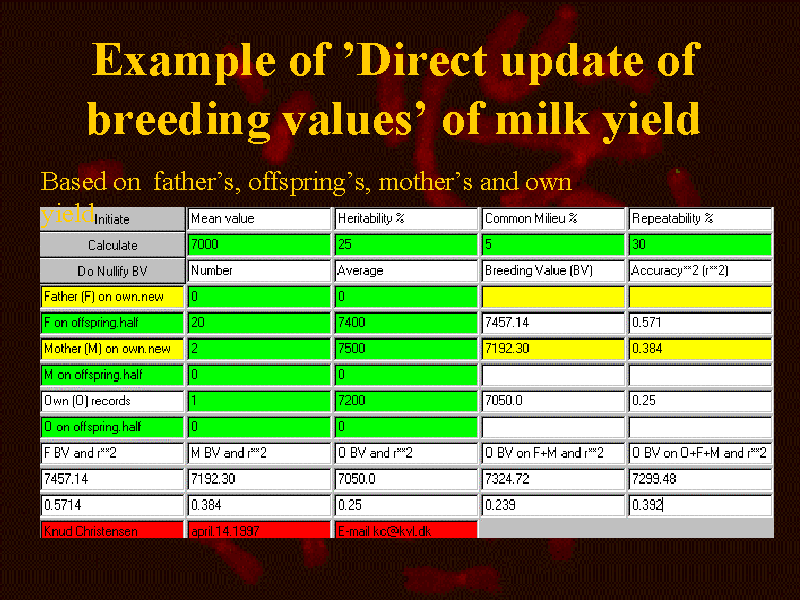 Example of ’Direct update of
breeding values’ of milk yield
Based on father’s, offspring’s, mother’s and own
yield
Initiate Mean value Heritability % Common Milieu % Repeatability %
Calculate 7000 25 5 30
Do Nullify BV Number Average Breeding Value (BV) Accuracy**2 (r**2)
Father (F) on own.new 0 0
F on offspring.half 20 7400 7457.14 0.571
Mother (M) on own.new 2 7500 7192.30 0.384
M on offspring.half 0 0
Own (O) records 1 7200 7050.0 0.25
O on offspring.half 0 0
F BV and r**2 M BV and r**2 O BV and r**2 O BV on F+M and r**2 O BV on O+F+M and r**2
7457.14 7192.30 7050.0 7324.72 7299.48
0.5714 0.384 0.25 0.239 0.392
Knud Christensen april.14.1997 E-mail kc@kvl.dk